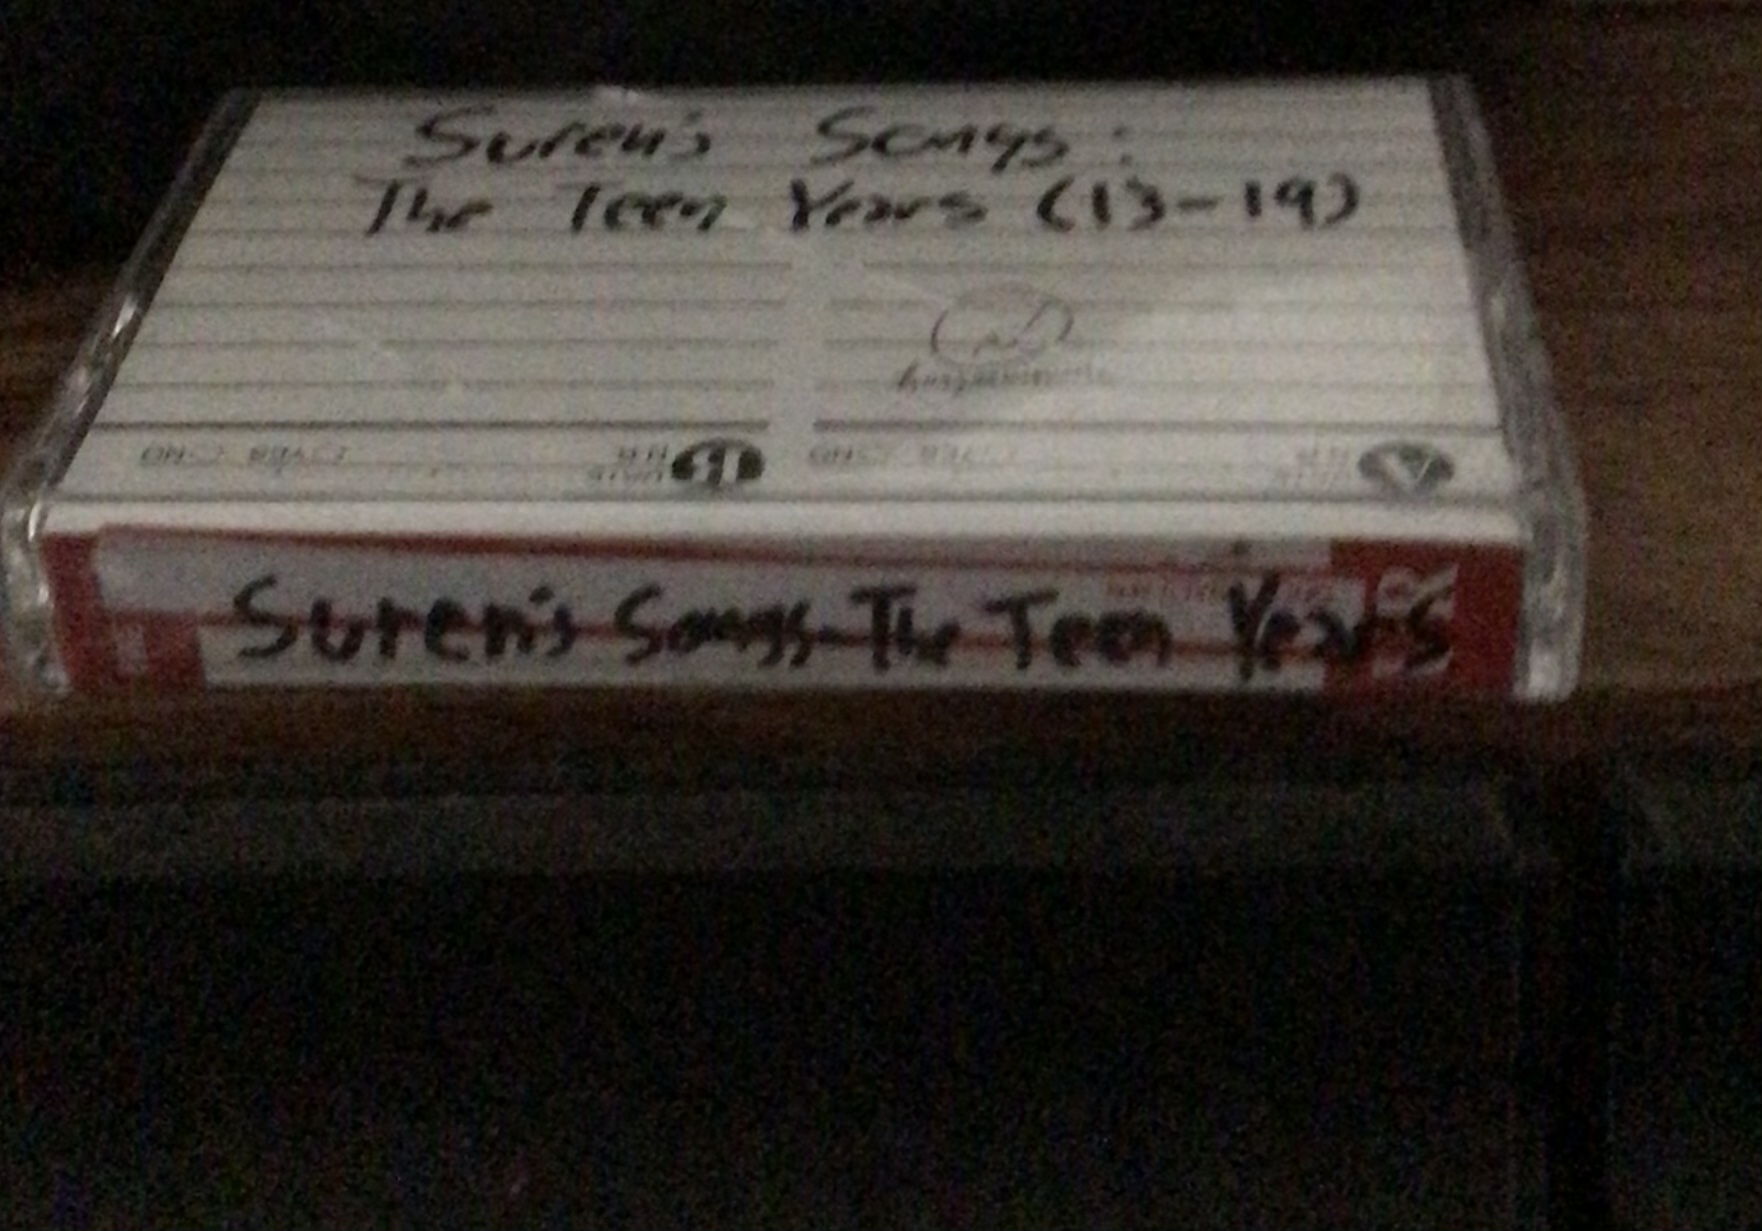 Suren's Songs:
The Teen Years (13-19)
B
A
Suren's Songs-The Teen Years